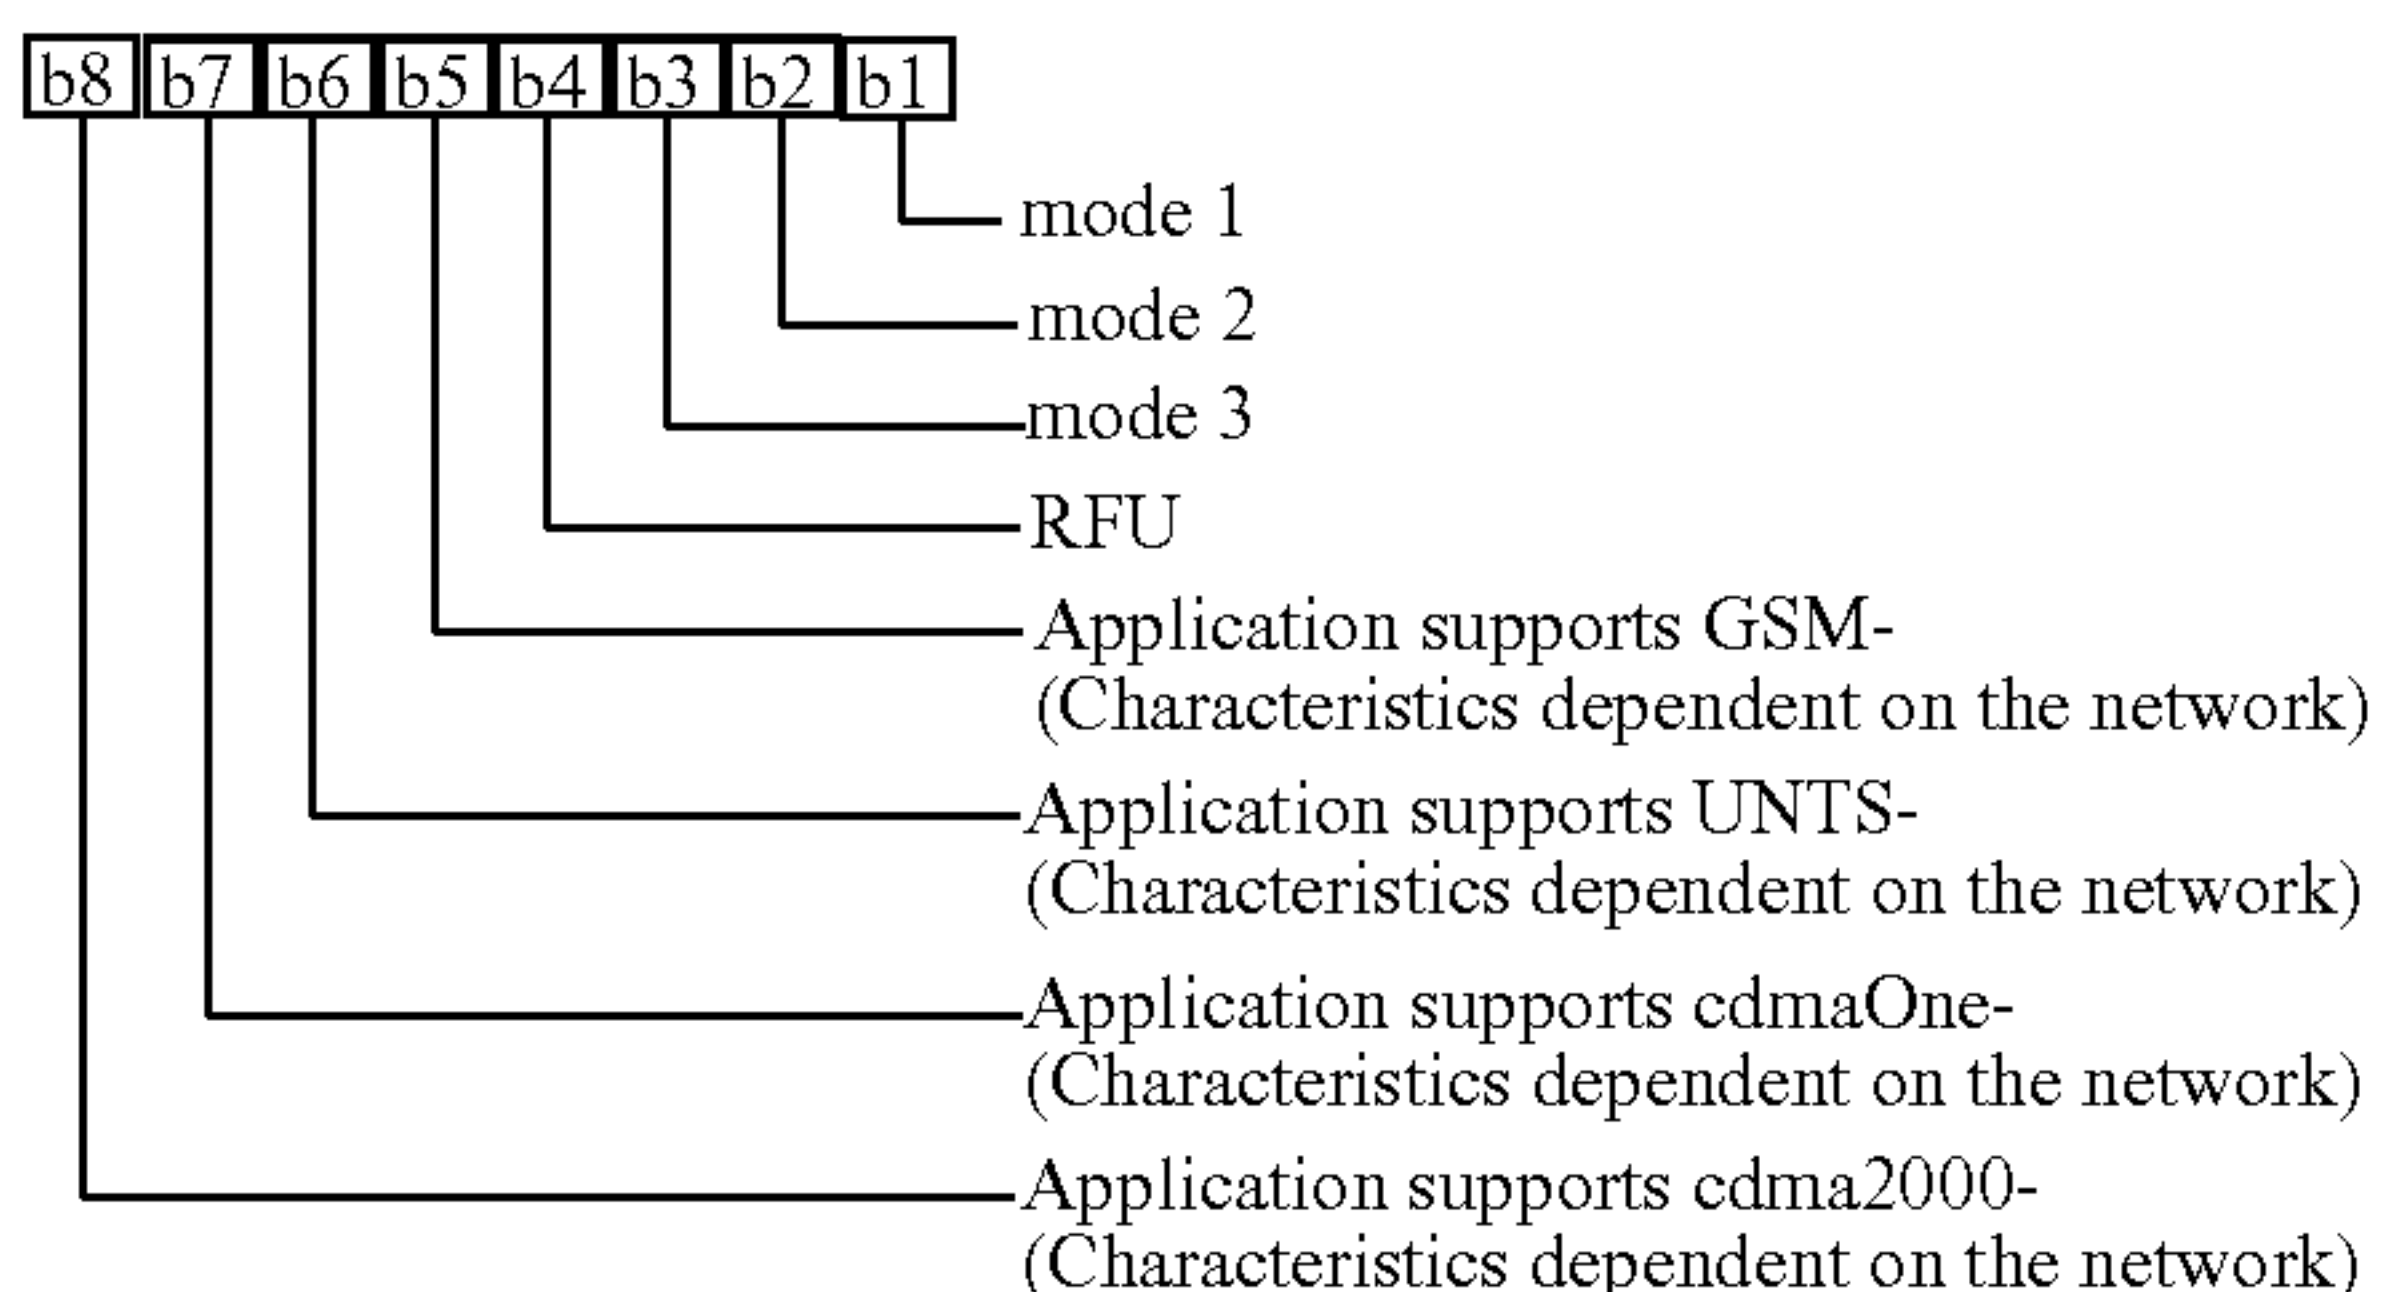 b8 b7 b6 b5 b4 b3 b2 b1
mode 1
mode 2
mode 3
RFU
Application supports GSM-
(Characteristics dependent on the network)
Application supports UNTS-
(Characteristics dependent on the network)
Application supports cdmaOne-
(Characteristics dependent on the network)
Application supports cdma2000-
(Characteristics dependent on the network)